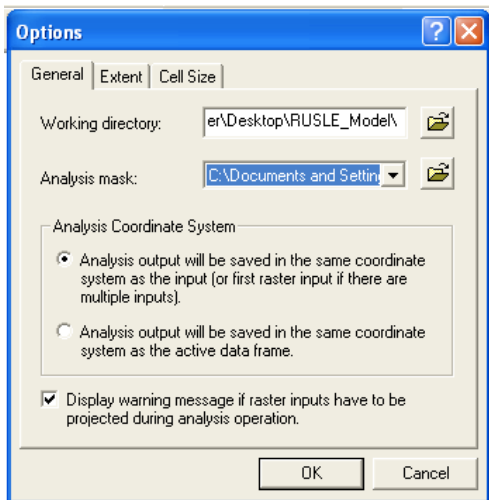 Options
General Extent Cell Size
Working directory: er\Desktop\RUSLE_Model\
Analysis mask: C:\Documents and Settin
Analysis Coordinate System
Analysis output will be saved in the same coordinate
system as the input (or first raster input if there are
multiple inputs).
Analysis output will be saved in the same coordinate
system as the active data frame.
Display warning message if raster inputs have to be
projected during analysis operation.
OK Cancel